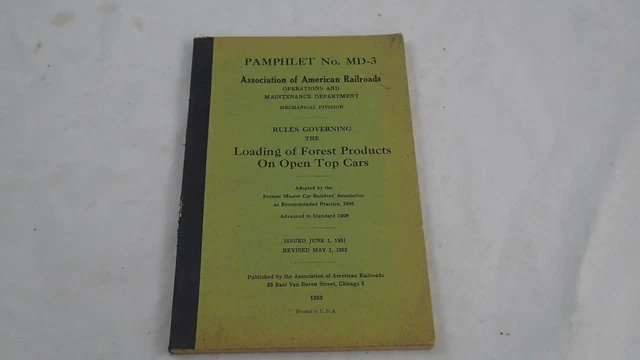 PAMPHLET No. MD-3
Association of American Railroads
OPERATIONS AND
MAINTENANCE DEPARTMENT
MECHANICAL DIVISION
RULES GOVERNING
THE
Loading of Forest Products
On Open Top Cars
Adopted by the
Former Master Car Builders' Association
as Recommended Practice, 1896
Advanced to Standard 1908
ISSUED JUNE 1, 1951
REVISED MAY 1, 1953
Published by the Association of American Railroads
59 East Van Buren Street, Chicago 5
1953
Printed in U. S. A.